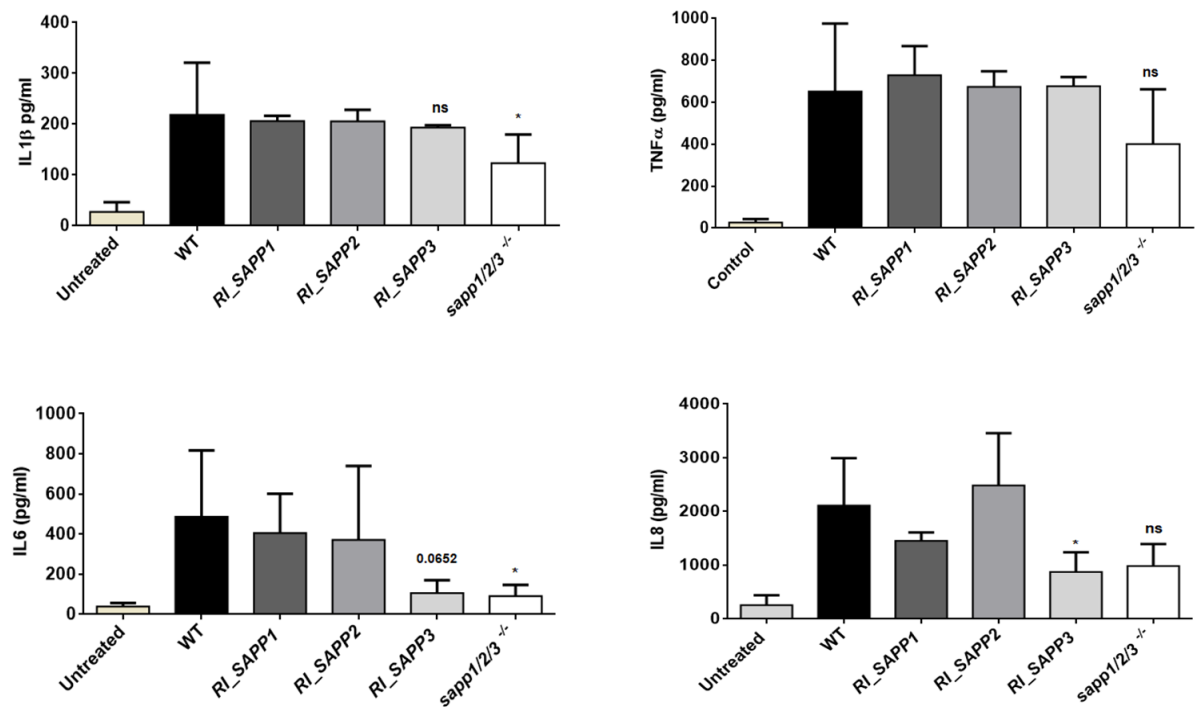 400
300
200
100
0
IL1β pg/ml
ns
*
Untreated
WT
RI_SAPP1
RI_SAPP2
RI_SAPP3
sapp1/2/3 -/-
1000
800
600
400
200
0
TNFα (pg/ml)
ns
Control
WT
RI_SAPP1
RI_SAPP2
RI_SAPP3
sapp1/2/3 -/-
1000
800
600
400
200
0
IL6 (pg/ml)
0.0652
*
Untreated
WT
RI_SAPP1
RI_SAPP2
RI_SAPP3
sapp1/2/3 -/-
4000
3000
2000
1000
0
IL8 (pg/ml)
*
ns
Untreated
WT
RI_SAPP1
RI_SAPP2
RI_SAPP3
sapp1/2/3 -/-